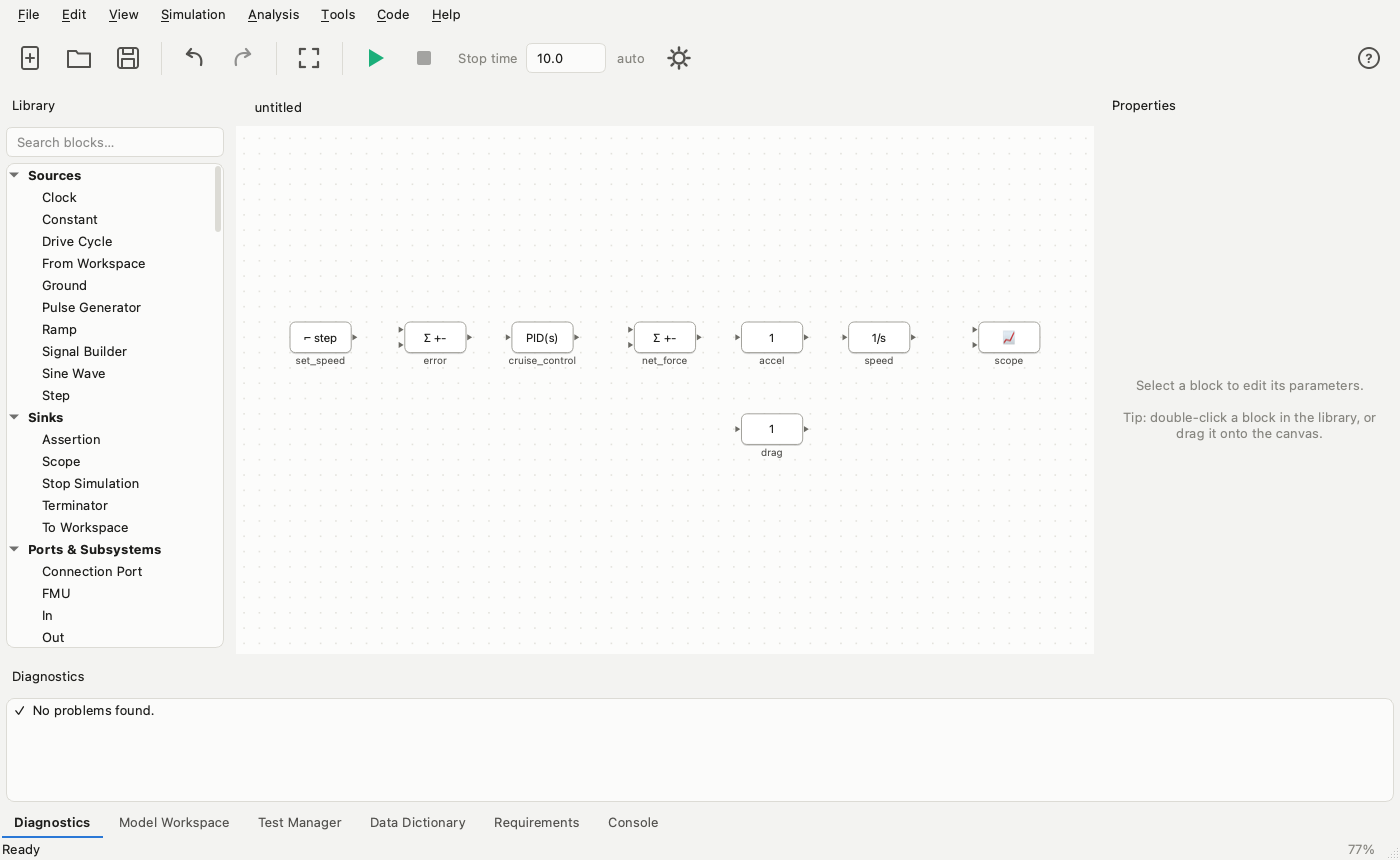 File Edit View Simulation Analysis Tools Code Help
Stop time 10.0 auto
Library
untitled
Properties
Search blocks...
Sources
Clock
Constant
Drive Cycle
From Workspace
Ground
Pulse Generator
Ramp
Signal Builder
Sine Wave
Step
Sinks
Assertion
Scope
Stop Simulation
Terminator
To Workspace
Ports & Subsystems
Connection Port
FMU
In
Out
⌐ step
set_speed
Σ +-
error
PID(s)
cruise_control
Σ +-
net_force
1
accel
1/s
speed
scope
1
drag
Select a block to edit its parameters.
Tip: double-click a block in the library, or
drag it onto the canvas.
Diagnostics
✓ No problems found.
Diagnostics Model Workspace Test Manager Data Dictionary Requirements Console
Ready 77%